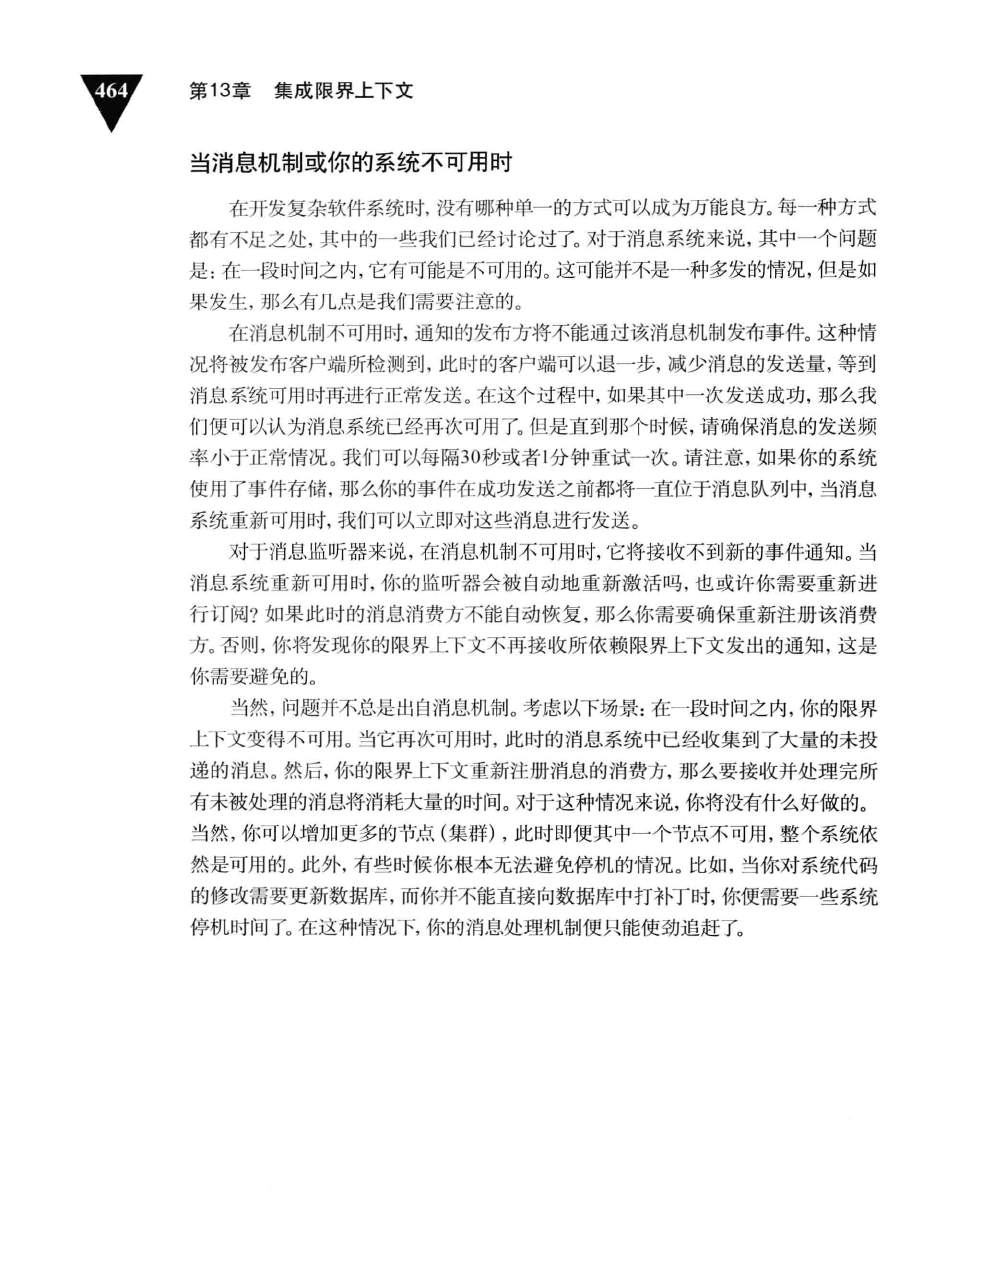 464
第13章 集成限界上下文
当消息机制或你的系统不可用时
在开发复杂软件系统时, 没有哪种单一的方式可以成为万能良方。每一种方式
都有不足之处, 其中的一些我们已经讨论过了。对于消息系统来说, 其中一个问题
是: 在一段时间之内, 它有可能是不可用的。这可能并不是一种多发的情况, 但是如
果发生, 那么有几点是我们需要注意的。
在消息机制不可用时, 通知的发布方将不能通过该消息机制发布事件。这种情
况将被发布客户端所检测到, 此时的客户端可以退一步, 减少消息的发送量, 等到
消息系统可用时再进行正常发送。在这个过程中, 如果其中一次发送成功, 那么我
们便可以认为消息系统已经再次可用了。但是直到那个时候, 请确保消息的发送频
率小于正常情况。我们可以每隔30秒或者1分钟重试一次。请注意, 如果你的系统
使用了事件存储, 那么你的事件在成功发送之前都将一直位于消息队列中, 当消息
系统重新可用时, 我们可以立即对这些消息进行发送。
对于消息监听器来说, 在消息机制不可用时, 它将接收不到新的事件通知。当
消息系统重新可用时, 你的监听器会被自动地重新激活吗, 也或许你需要重新进
行订阅? 如果此时的消息消费方不能自动恢复, 那么你需要确保重新注册该消费
方。否则, 你将发现你的限界上下文不再接收所依赖限界上下文发出的通知, 这是
你需要避免的。
当然, 问题并不总是出自消息机制。考虑以下场景: 在一段时间之内, 你的限界
上下文变得不可用。当它再次可用时, 此时的消息系统中已经收集到了大量的未投
递的消息。然后, 你的限界上下文重新注册消息的消费方, 那么要接收并处理完所
有未被处理的消息将消耗大量的时间。对于这种情况来说, 你将没有什么好做的。
当然, 你可以增加更多的节点 (集群) , 此时即便其中一个节点不可用, 整个系统依
然是可用的。此外, 有些时候你根本无法避免停机的情况。比如, 当你对系统代码
的修改需要更新数据库, 而你并不能直接向数据库中打补丁时, 你便需要一些系统
停机时间了。在这种情况下, 你的消息处理机制便只能使劲追赶了。